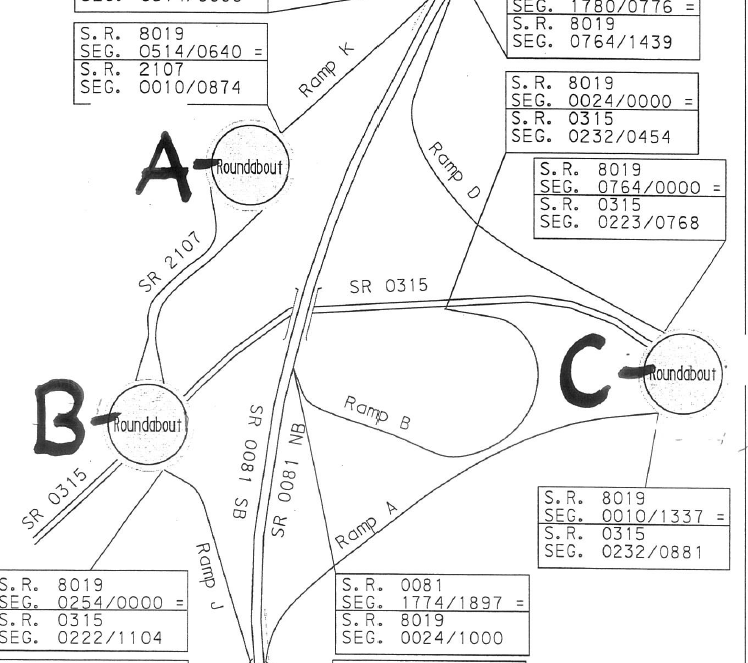 SEG. 1780/0776 =
S.R. 8019
SEG. 0764/1439
S.R. 8019
SEG. 0514/0640 =
S.R. 2107
SEG. 0010/0874
Ramp K
S.R. 8019
SEG. 0024/0000 =
S.R. 0315
SEG. 0232/0454
A
Roundabout
Ramp D
S.R. 8019
SEG. 0764/0000 =
S.R. 0315
SEG. 0223/0768
SR 2107
SR 0315
C
Roundabout
B
Roundabout
Ramp B
SR 0081 SB
SR 0081 NB
SR 0315
Ramp A
S.R. 8019
SEG. 0010/1337 =
S.R. 0315
SEG. 0232/0881
Ramp J
S.R. 8019
SEG. 0254/0000 =
S.R. 0315
SEG. 0222/1104
S.R. 0081
SEG. 1774/1897 =
S.R. 8019
SEG. 0024/1000